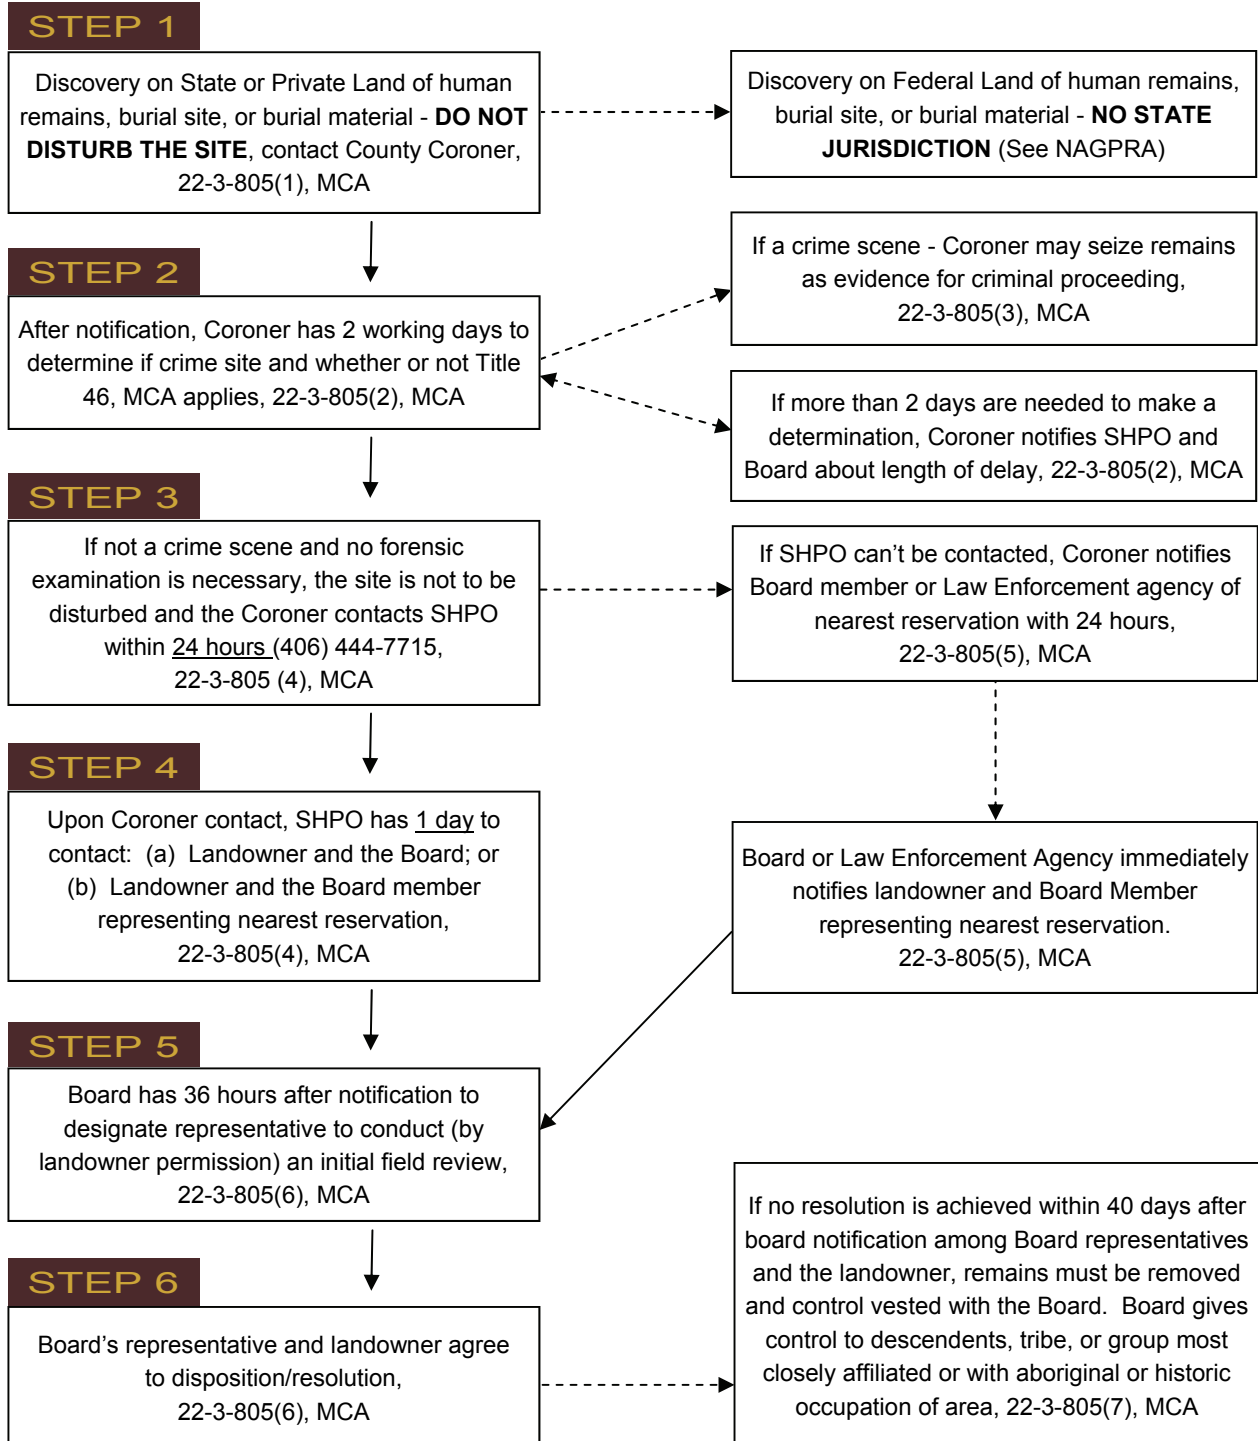 STEP 1
Discovery on State or Private Land of human
remains, burial site, or burial material - DO NOT
DISTURB THE SITE, contact County Coroner,
22-3-805(1), MCA
Discovery on Federal Land of human remains,
burial site, or burial material - NO STATE
JURISDICTION (See NAGPRA)
STEP 2
After notification, Coroner has 2 working days to
determine if crime site and whether or not Title
46, MCA applies, 22-3-805(2), MCA
If a crime scene - Coroner may seize remains
as evidence for criminal proceeding,
22-3-805(3), MCA
If more than 2 days are needed to make a
determination, Coroner notifies SHPO and
Board about length of delay, 22-3-805(2), MCA
STEP 3
If not a crime scene and no forensic
examination is necessary, the site is not to be
disturbed and the Coroner contacts SHPO
within 24 hours (406) 444-7715,
22-3-805 (4), MCA
If SHPO can't be contacted, Coroner notifies
Board member or Law Enforcement agency of
nearest reservation with 24 hours,
22-3-805(5), MCA
STEP 4
Upon Coroner contact, SHPO has 1 day to
contact: (a) Landowner and the Board; or
(b) Landowner and the Board member
representing nearest reservation,
22-3-805(4), MCA
Board or Law Enforcement Agency immediately
notifies landowner and Board Member
representing nearest reservation.
22-3-805(5), MCA
STEP 5
Board has 36 hours after notification to
designate representative to conduct (by
landowner permission) an initial field review,
22-3-805(6), MCA
STEP 6
Board's representative and landowner agree
to disposition/resolution,
22-3-805(6), MCA
If no resolution is achieved within 40 days after
board notification among Board representatives
and the landowner, remains must be removed
and control vested with the Board. Board gives
control to descendents, tribe, or group most
closely affiliated or with aboriginal or historic
occupation of area, 22-3-805(7), MCA